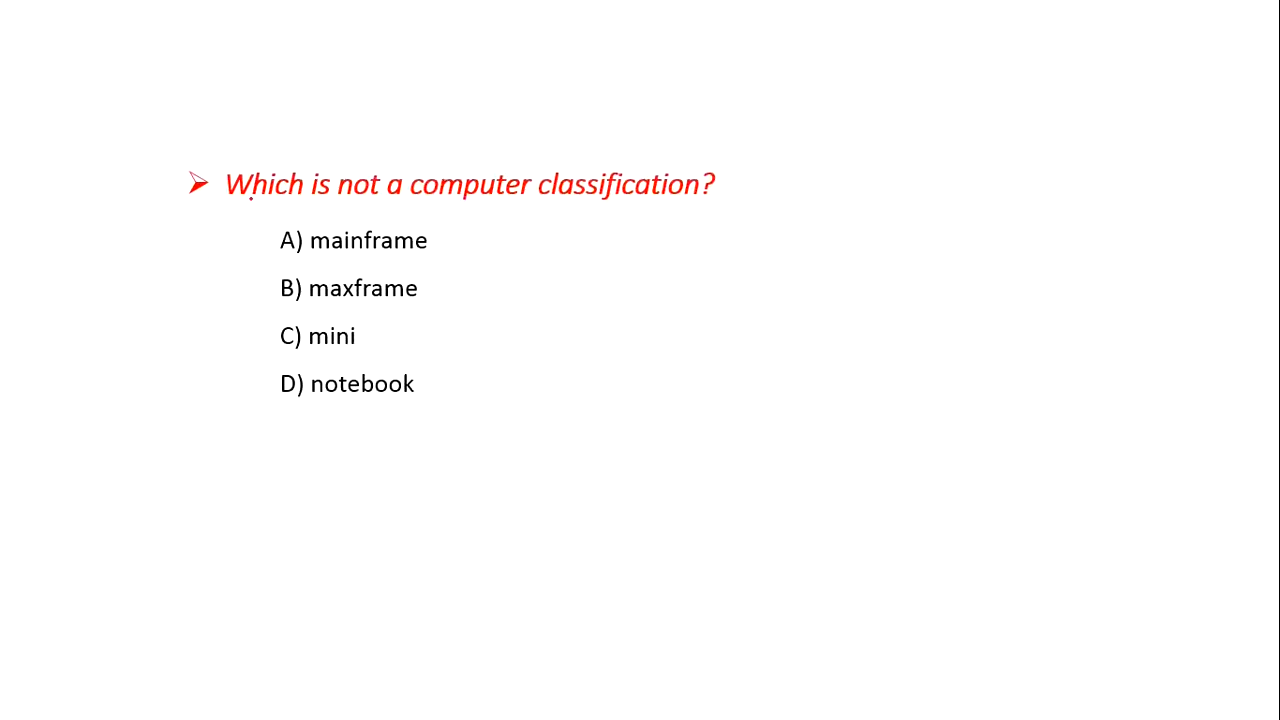 ➢ Which is not a computer classification?
A) mainframe
B) maxframe
C) mini
D) notebook